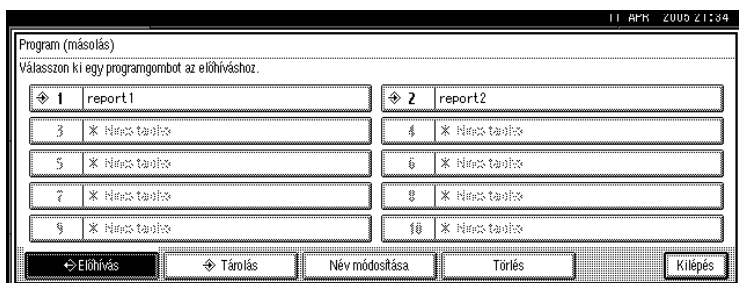 11 APR 2005 21:34
Program (másolás)
Válasszon ki egy programgombot az előhíváshoz.
1 report1 2 report2
3 * Nincs tárolva 4 * Nincs tárolva
5 * Nincs tárolva 6 * Nincs tárolva
7 * Nincs tárolva 8 * Nincs tárolva
9 * Nincs tárolva 10 * Nincs tárolva
Előhívás Tárolás Név módosítása Törlés Kilépés